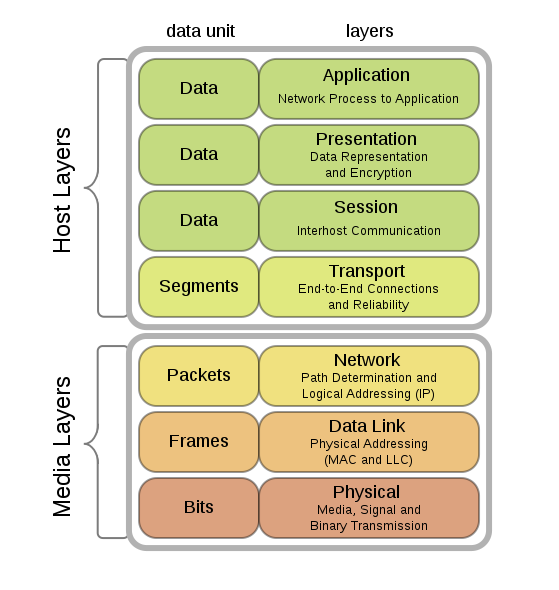 data unit
layers
Host Layers
Data
Application
Network Process to Application
Data
Presentation
Data Representation
and Encryption
Data
Session
Interhost Communication
Segments
Transport
End-to-End Connections
and Reliability
Media Layers
Packets
Network
Path Determination and
Logical Addressing (IP)
Frames
Data Link
Physical Addressing
(MAC and LLC)
Bits
Physical
Media, Signal and
Binary Transmission